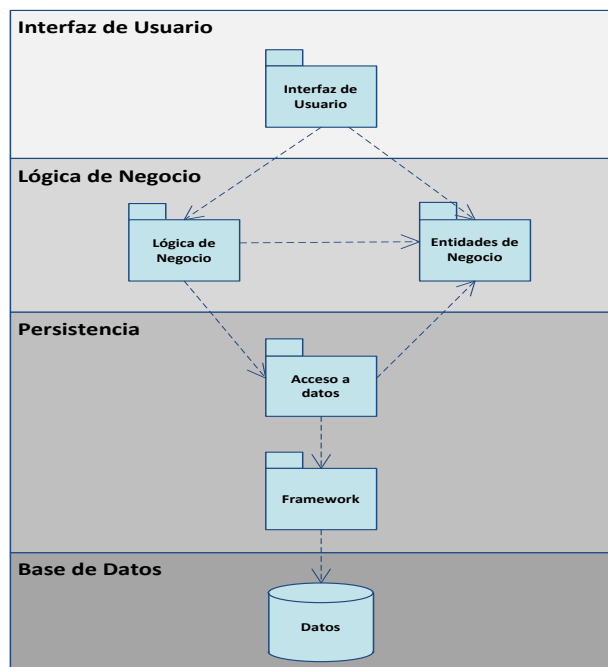 Interfaz de Usuario
Interfaz de
Usuario
Lógica de Negocio
Lógica de
Negocio
Entidades de
Negocio
Persistencia
Acceso a
datos
Framework
Base de Datos
Datos